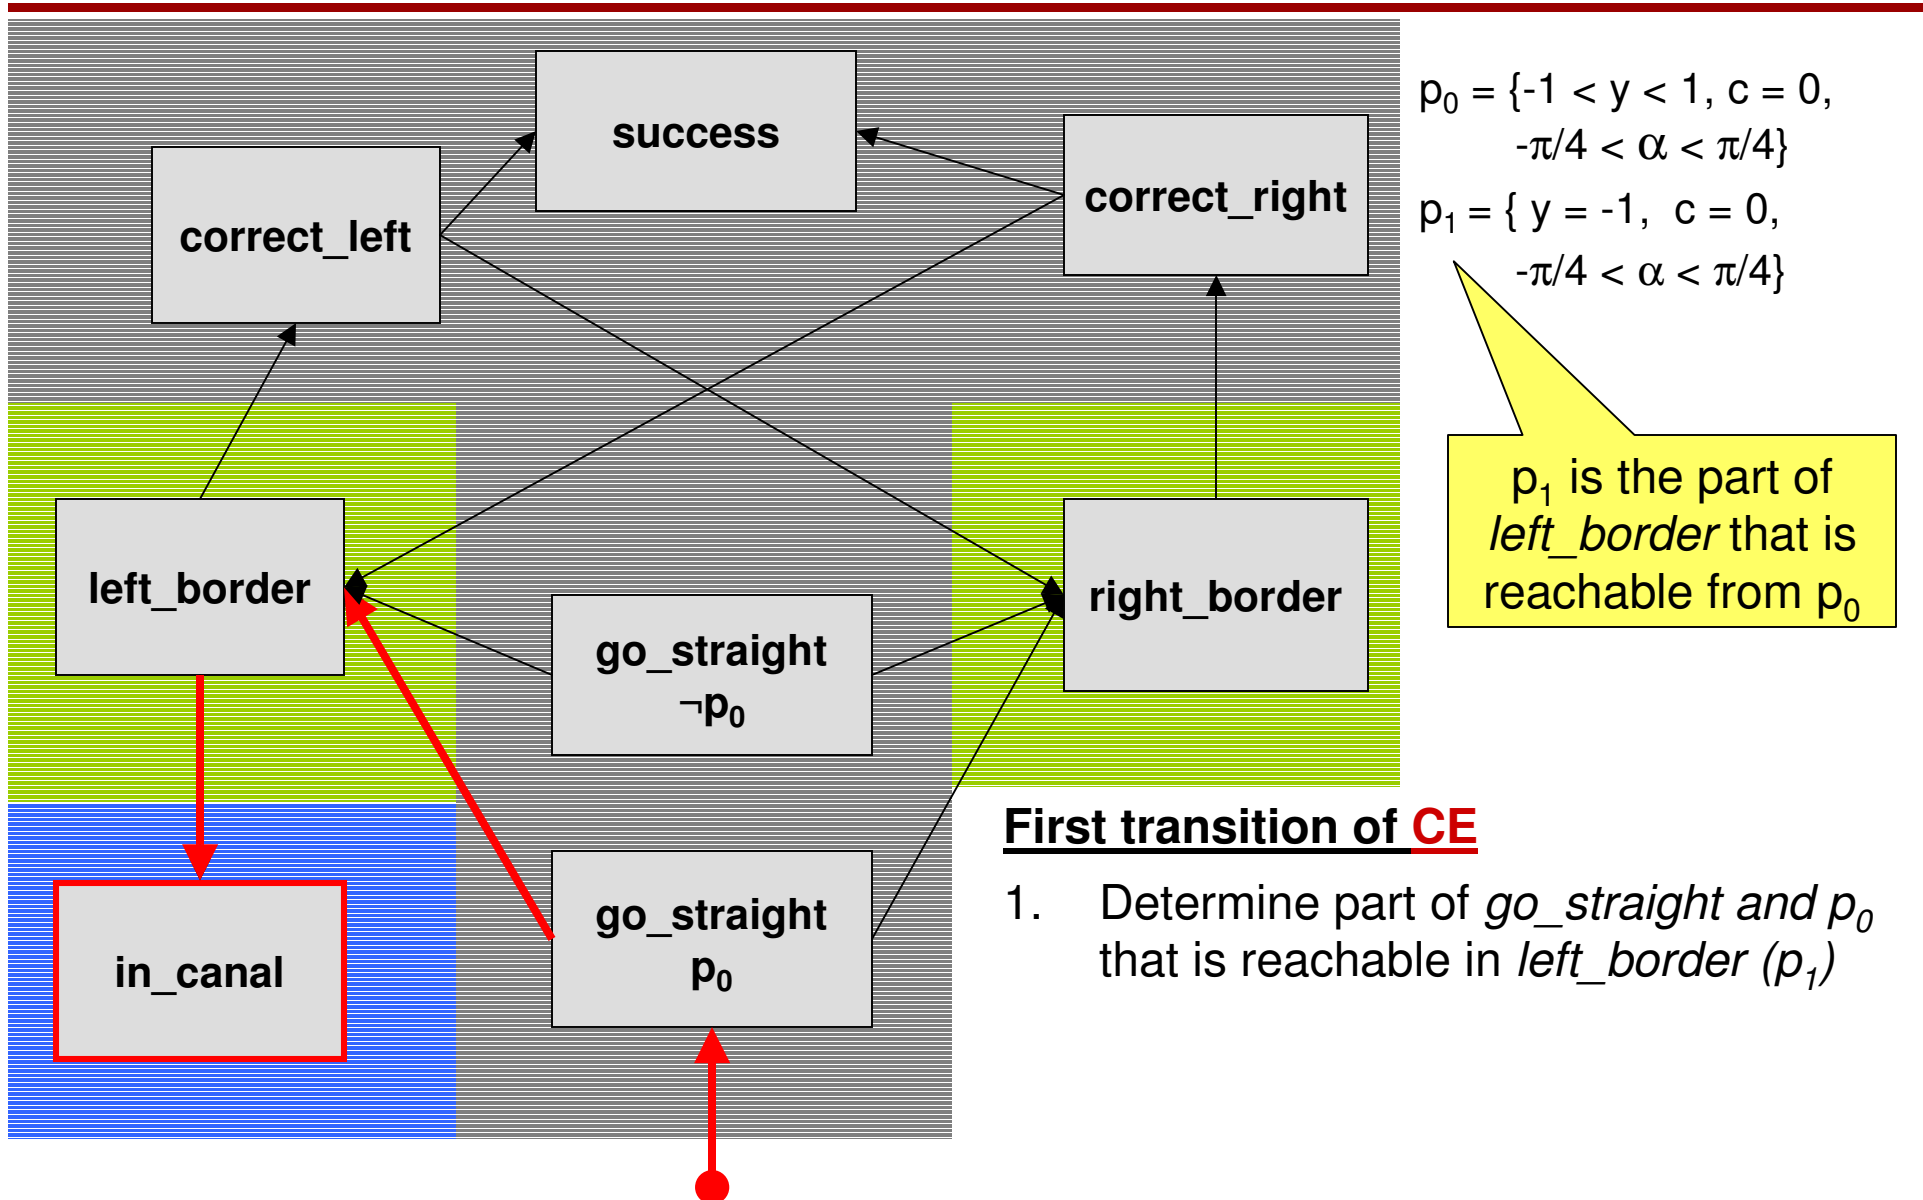 success
correct_left
correct_right
left_border
right_border
go_straight
¬p₀
go_straight
p₀
in_canal
p₀ = {-1 < y < 1, c = 0,
-π/4 < α < π/4}
p₁ = { y = -1, c = 0,
-π/4 < α < π/4}
p₁ is the part of
left_border that is
reachable from p₀
First transition of CE
1. Determine part of go_straight and p₀
that is reachable in left_border (p₁)